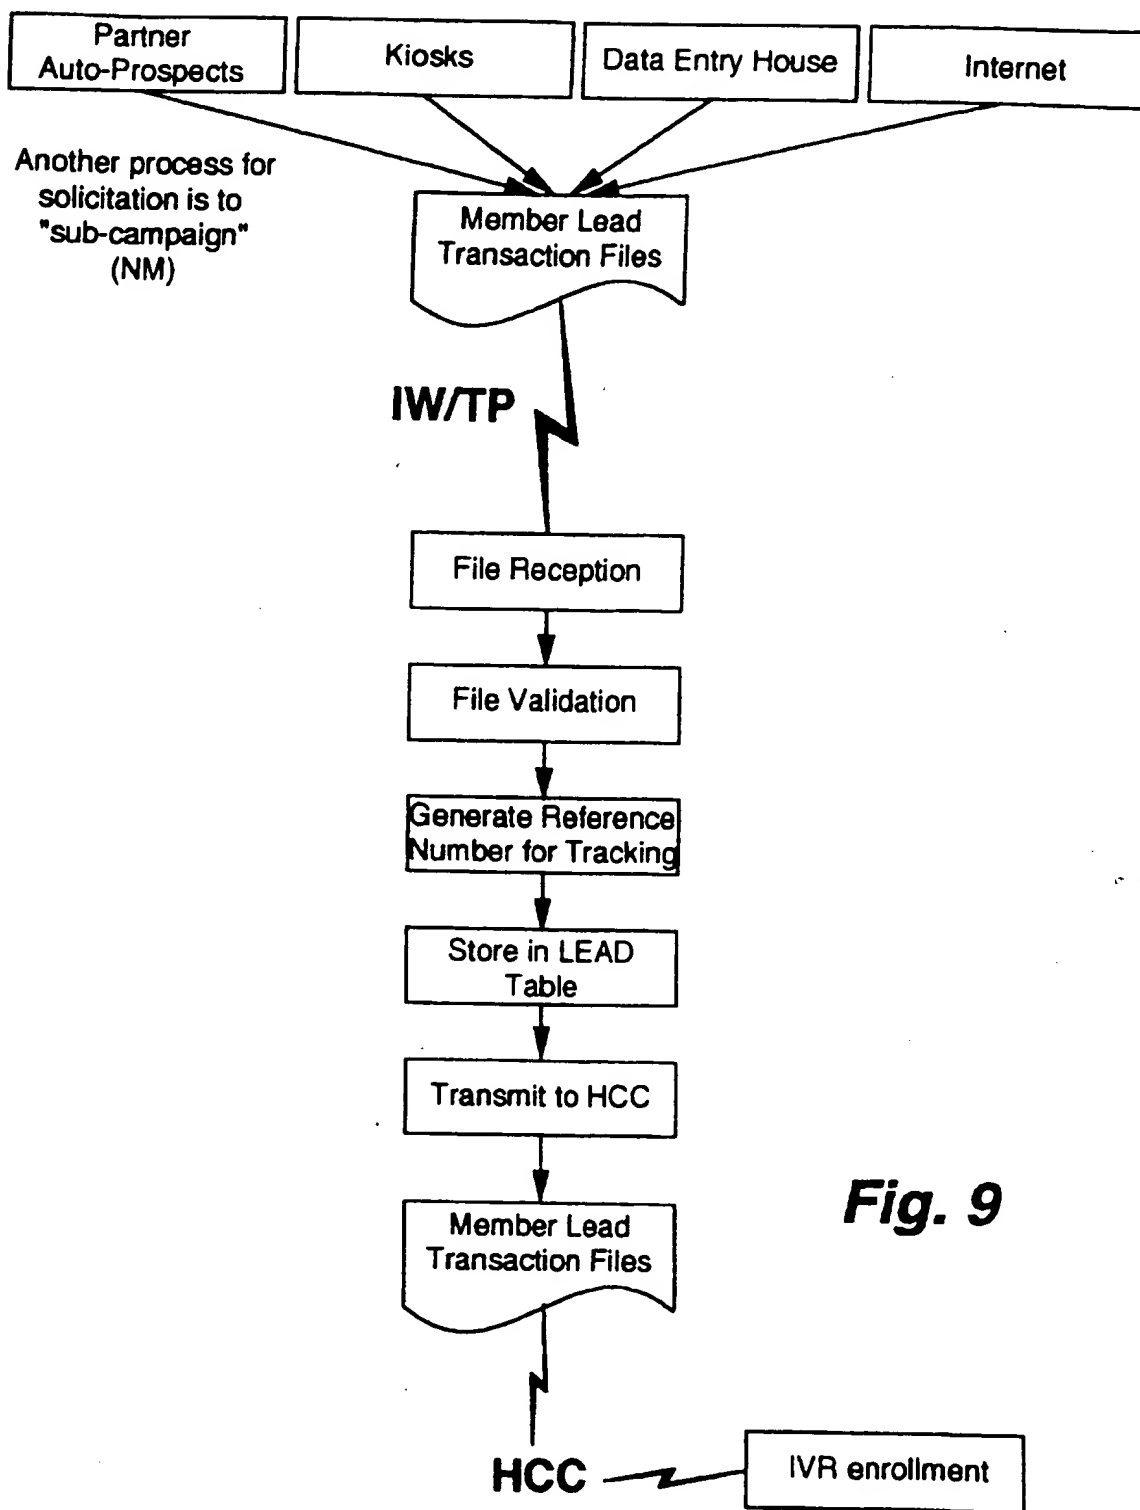 Partner
Auto-Prospects
Kiosks
Data Entry House
Internet
Another process for
solicitation is to
"sub-campaign"
(NM)
Member Lead
Transaction Files
IW/TP
File Reception
File Validation
Generate Reference
Number for Tracking
Store in LEAD
Table
Transmit to HCC
Member Lead
Transaction Files
Fig. 9
HCC
IVR enrollment